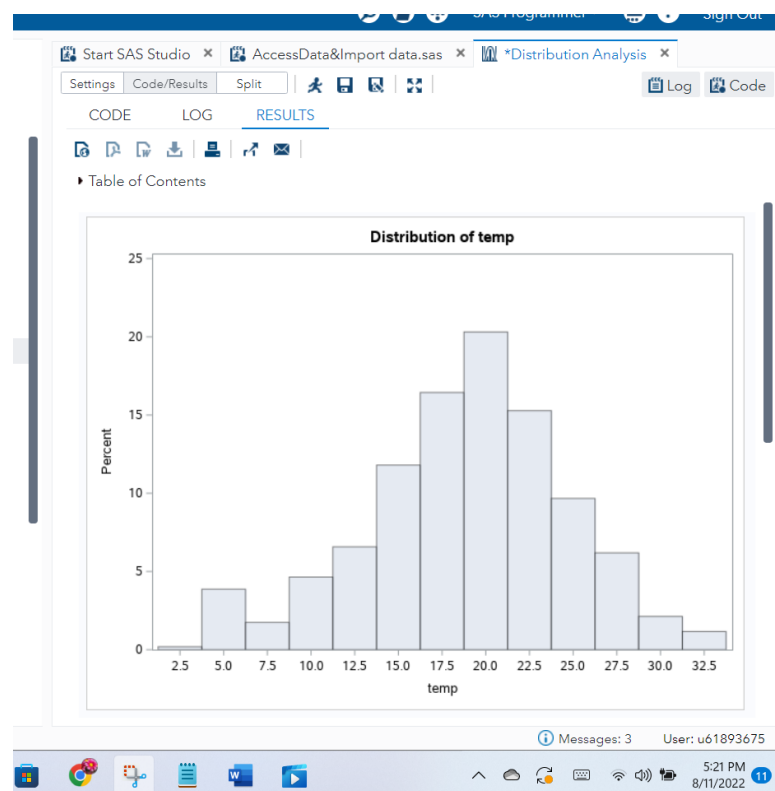 SAS Programmer Sign Out
Start SAS Studio × AccessData&Import data.sas × *Distribution Analysis ×
Settings Code/Results Split Log Code
CODE LOG RESULTS
Table of Contents
Distribution of temp
25
20
15
10
5
0
Percent
2.5 5.0 7.5 10.0 12.5 15.0 17.5 20.0 22.5 25.0 27.5 30.0 32.5
temp
Messages: 3 User: u61893675
5:21 PM
8/11/2022 11